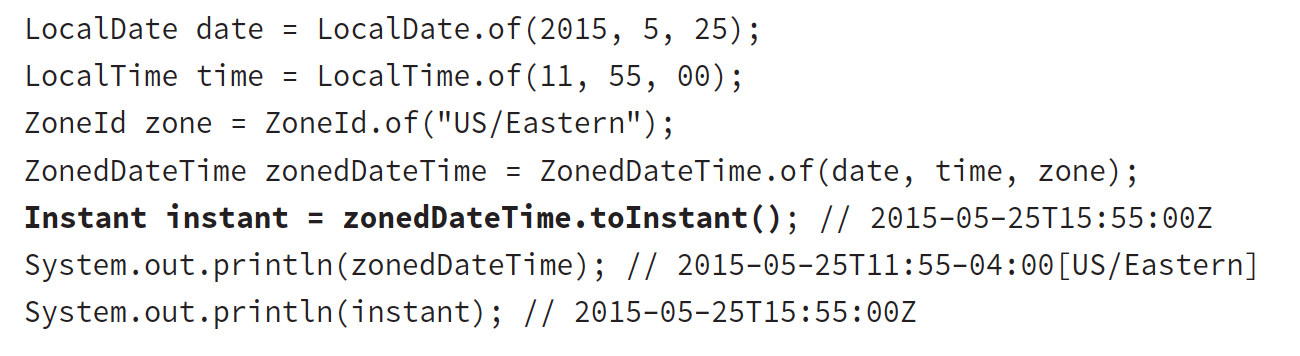 LocalDate date = LocalDate.of(2015, 5, 25);
LocalTime time = LocalTime.of(11, 55, 00);
ZoneId zone = ZoneId.of("US/Eastern");
ZonedDateTime zonedDateTime = ZonedDateTime.of(date, time, zone);
Instant instant = zonedDateTime.toInstant(); // 2015–05–25T15:55:00Z
System.out.println(zonedDateTime); // 2015–05–25T11:55–04:00[US/Eastern]
System.out.println(instant); // 2015–05–25T15:55:00Z